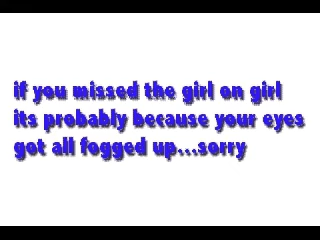 if you missed the girl on girl
its probably because your eyes
got all fogged up...sorry